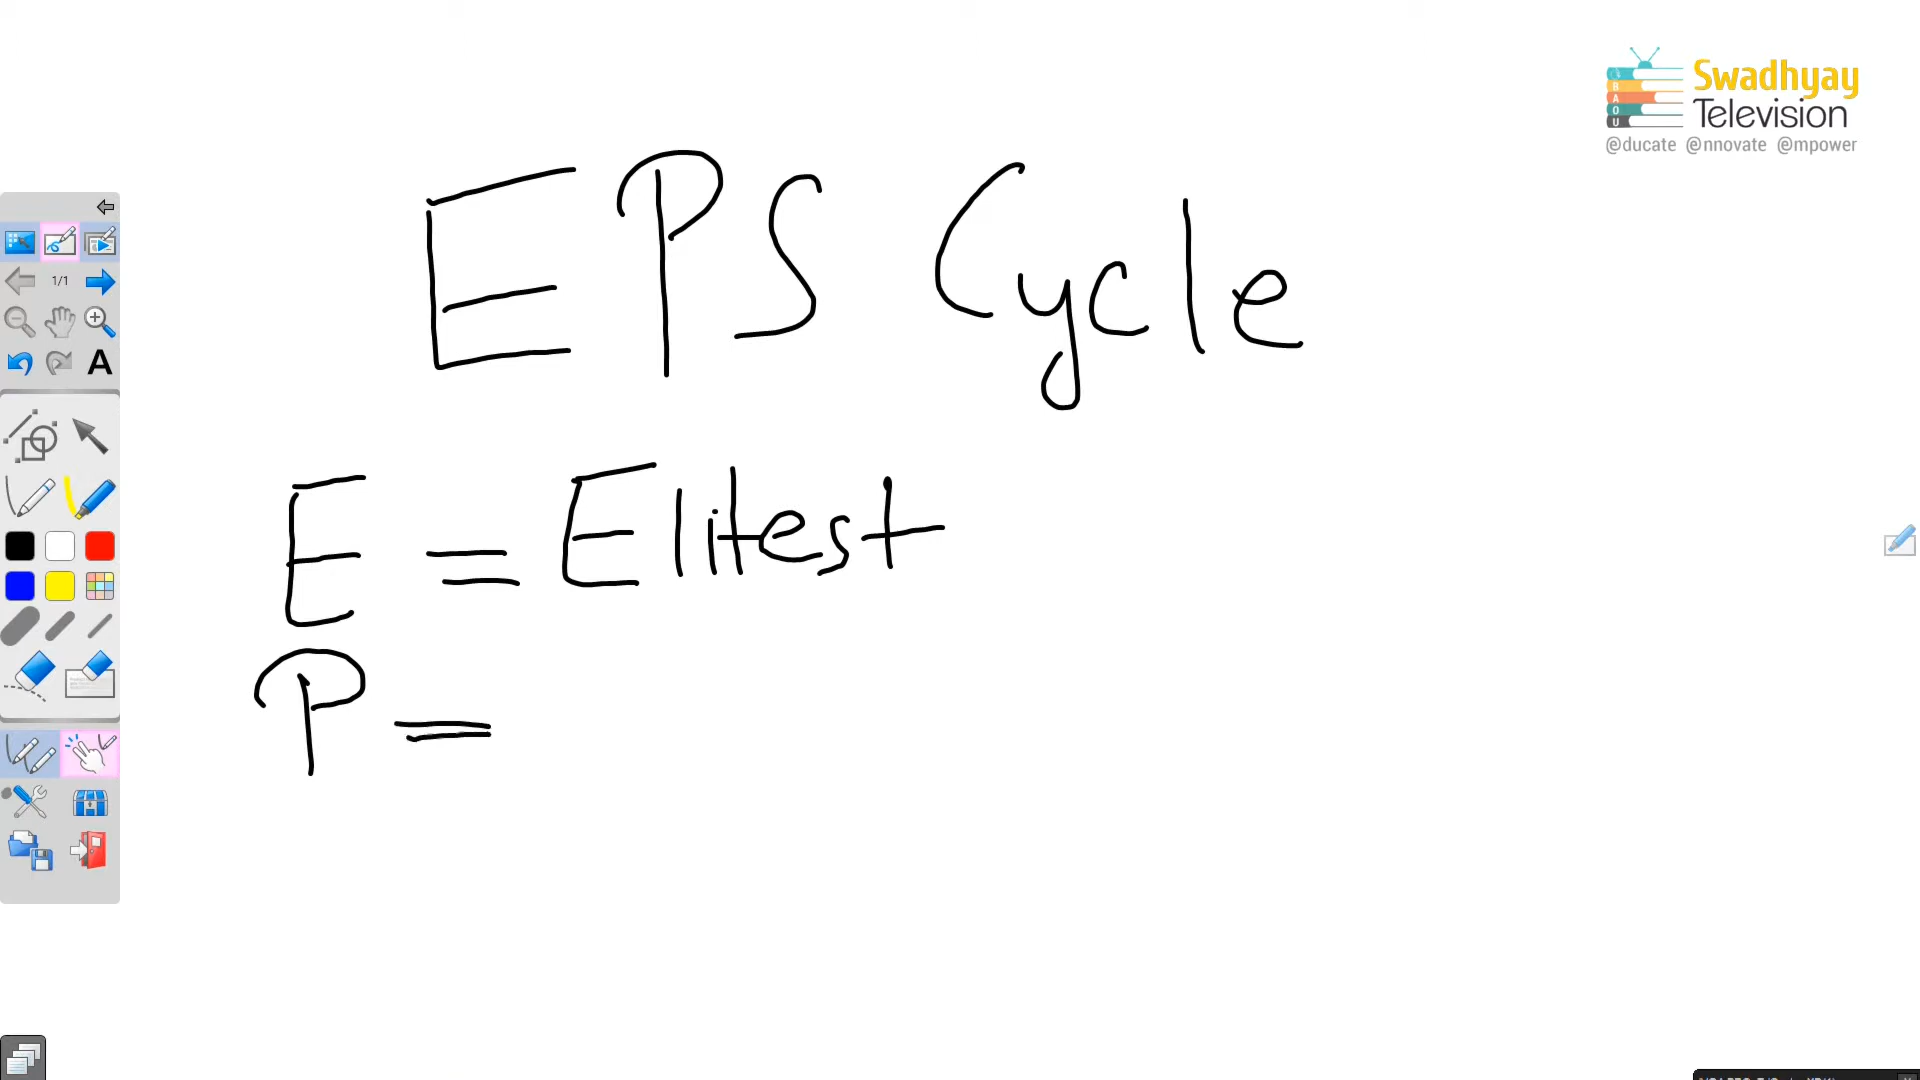 Swadhyay
Television
@ducate @nnovate @mpower
EPS Cycle
1/1
A
E = Elitest
P =